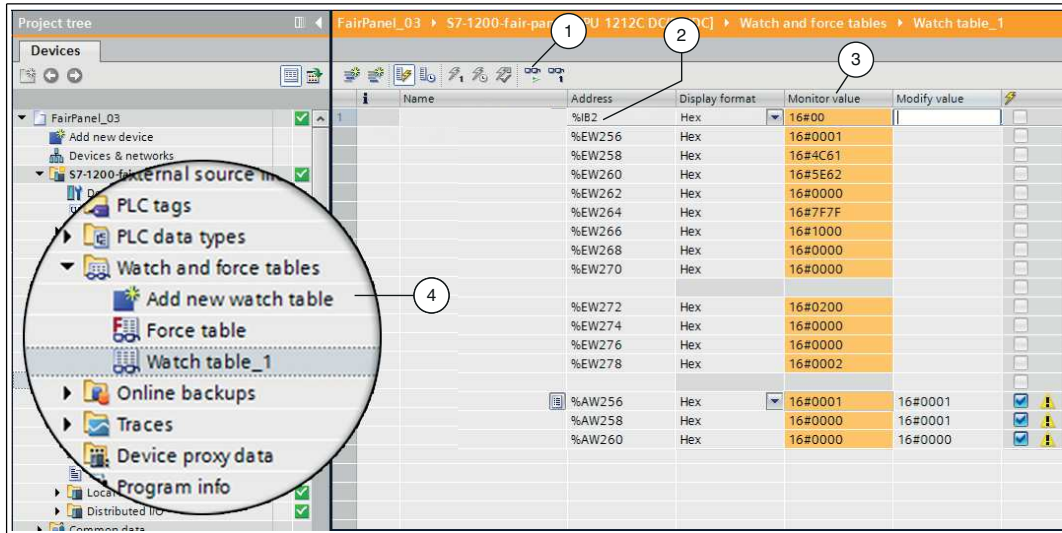 Project tree
Devices
FairPanel_03
Add new device
Devices & networks
S7-1200-fair
External source
PLC tags
PLC data types
Watch and force tables
Add new watch table
Force table
Watch table_1
Online backups
Traces
Device proxy data
Program info
Local
Distributed I/O
Common data
FairPanel_03 S7-1200-fair-pan PU 1212C DC DC] Watch and force tables Watch table_1
1 2 3 4
i Name Address Display format Monitor value Modify value
1 %IB2 Hex 16#00
%EW256 Hex 16#0001
%EW258 Hex 16#4C61
%EW260 Hex 16#5E62
%EW262 Hex 16#0000
%EW264 Hex 16#7F7F
%EW266 Hex 16#1000
%EW268 Hex 16#0000
%EW270 Hex 16#0000
%EW272 Hex 16#0200
%EW274 Hex 16#0000
%EW276 Hex 16#0000
%EW278 Hex 16#0002
%AW256 Hex 16#0001 16#0001
%AW258 Hex 16#0000 16#0001
%AW260 Hex 16#0000 16#0000